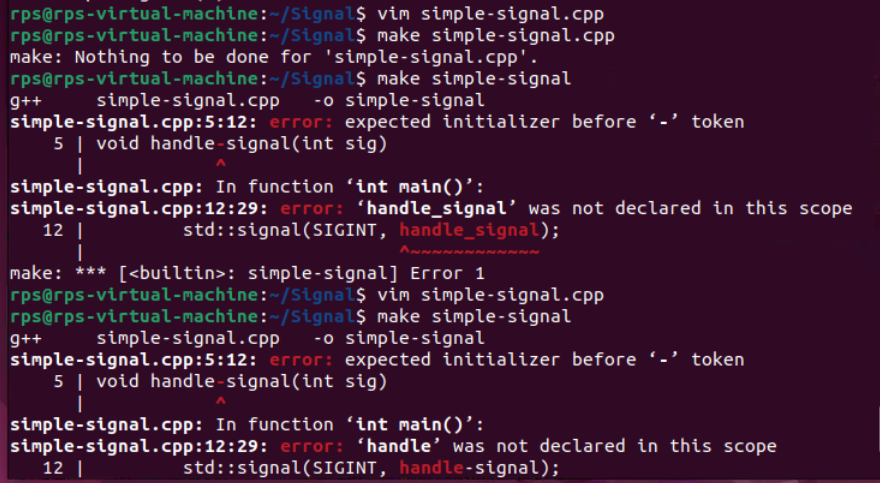 rps@rps-virtual-machine:~/Signal$ vim simple-signal.cpp
rps@rps-virtual-machine:~/Signal$ make simple-signal.cpp
make: Nothing to be done for 'simple-signal.cpp'.
rps@rps-virtual-machine:~/Signal$ make simple-signal
g++     simple-signal.cpp   -o simple-signal
simple-signal.cpp:5:12: error: expected initializer before ‘-’ token
    5 | void handle-signal(int sig)
      |            ^
simple-signal.cpp: In function ‘int main()’:
simple-signal.cpp:12:29: error: ‘handle_signal’ was not declared in this scope
   12 |         std::signal(SIGINT, handle_signal);
      |                             ^~~~~~~~~~~~~
make: *** [<builtin>: simple-signal] Error 1
rps@rps-virtual-machine:~/Signal$ vim simple-signal.cpp
rps@rps-virtual-machine:~/Signal$ make simple-signal
g++     simple-signal.cpp   -o simple-signal
simple-signal.cpp:5:12: error: expected initializer before ‘-’ token
    5 | void handle-signal(int sig)
      |            ^
simple-signal.cpp: In function ‘int main()’:
simple-signal.cpp:12:29: error: ‘handle’ was not declared in this scope
   12 |         std::signal(SIGINT, handle-signal);